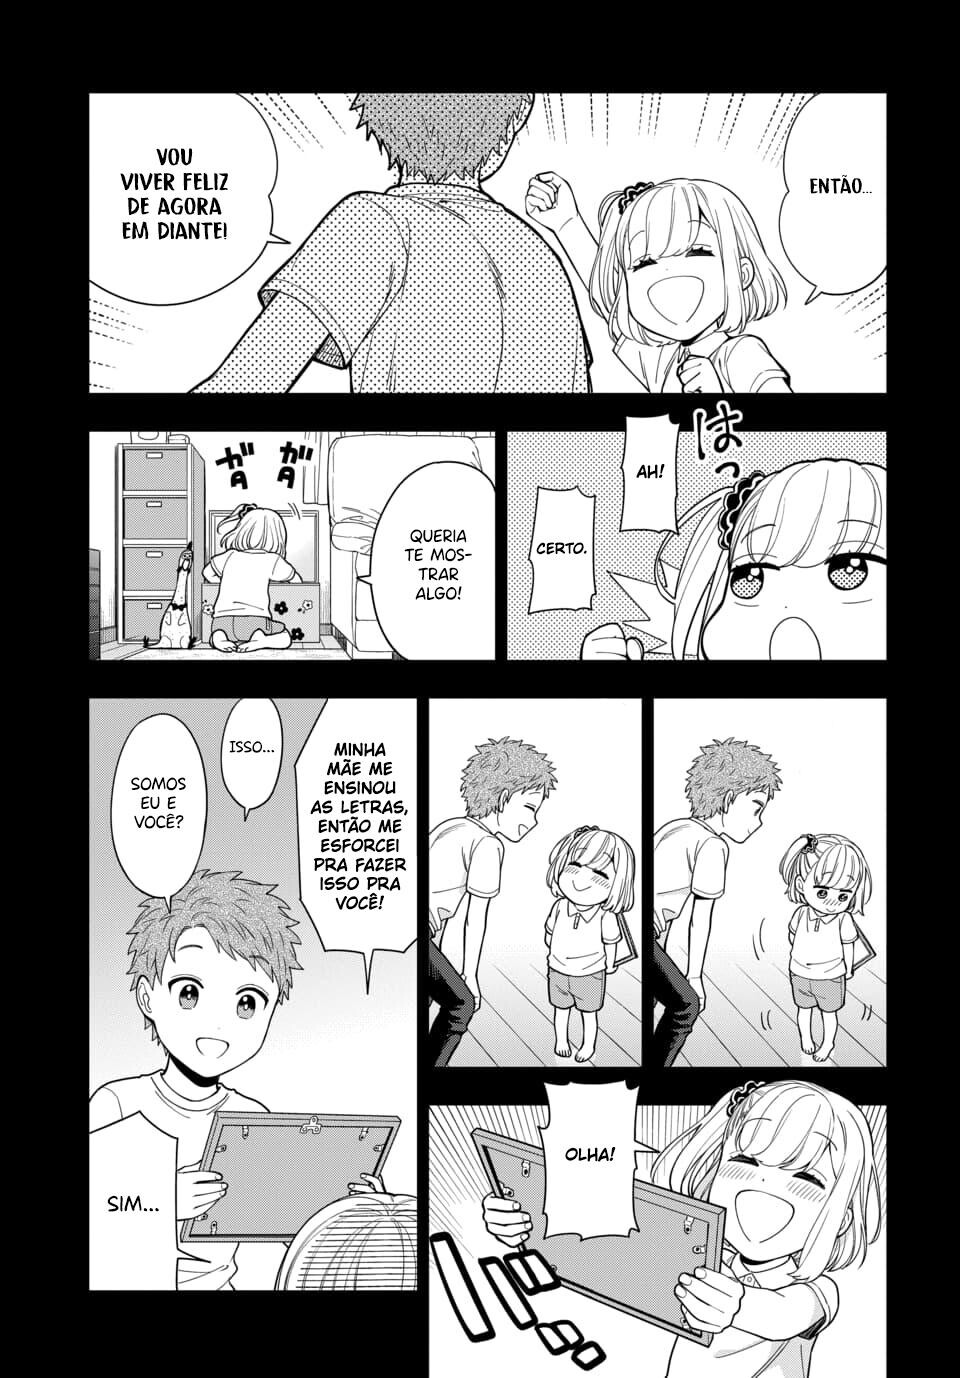 ENTÃO...
VOU
VIVER FELIZ
DE AGORA
EM DIANTE!
はっ
AH!
CERTO.
QUERIA
TE MOS-
TRAR
ALGO!
ガタ
ガタ
OLHA!
MINHA
MÃE ME
ENSINOU
AS LETRAS,
ENTÃO ME
ESFORCEI
PRA FAZER
ISSO PRA
VOCÊ!
ISSO...
SOMOS
EU E
VOCÊ?
SIM...